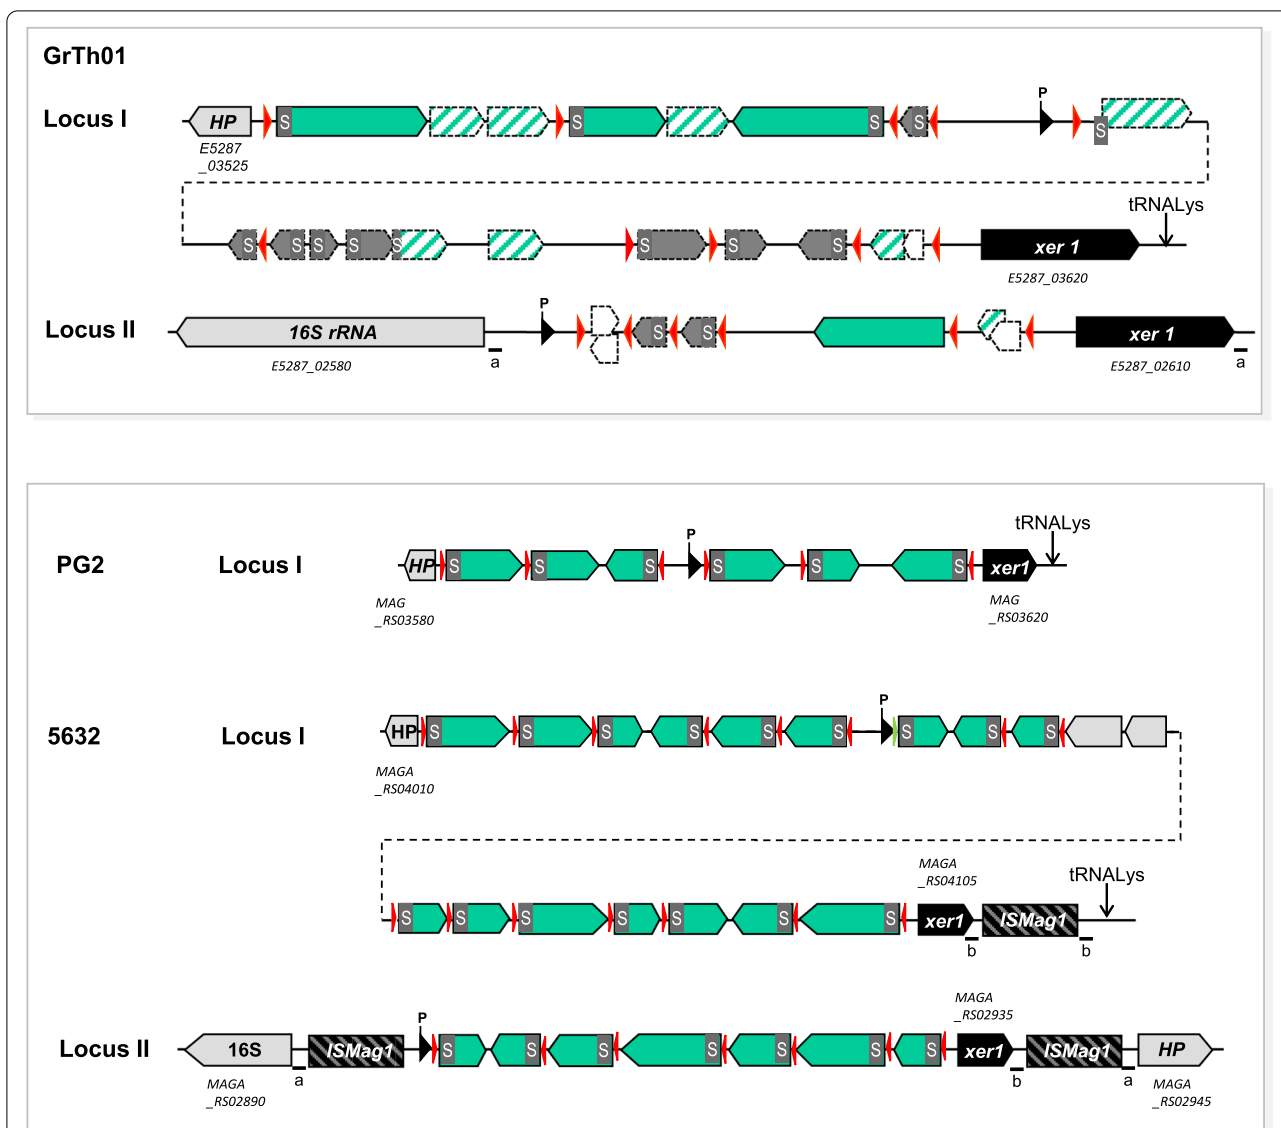 GrTh01
Locus I
HP S S S S P S
E5287
_03525
tRNALys
S S S S S S S S xer 1
E5287_03620
Locus II
P
16S rRNA S S xer 1
E5287_02580 a E5287_02610 a
PG2 Locus I
P tRNALys
HP S S S S S S xer1
MAG
_RS03580
MAG
_RS03620
5632 Locus I
P
HP S S S S S S S S S
MAGA
_RS04010
MAGA
_RS04105
tRNALys
S S S S S S S xer1 ISMag1
b b
MAGA
_RS02935
Locus II
P
16S ISMag1 S S S S S S S xer1 ISMag1 HP
a b a
MAGA
_RS02890
MAGA
_RS02945